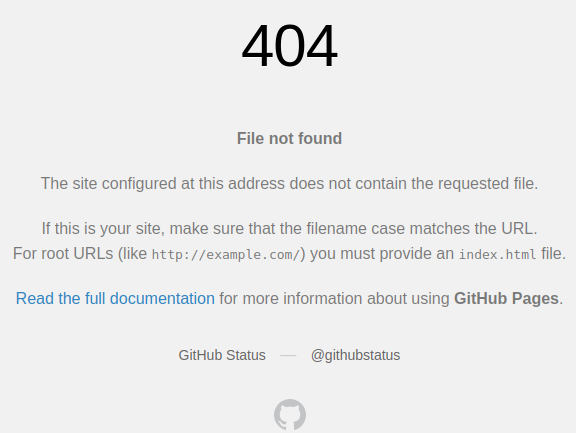 404
File not found
The site configured at this address does not contain the requested file.
If this is your site, make sure that the filename case matches the URL.
For root URLs (like http://example.com/) you must provide an index.html file.
Read the full documentation for more information about using GitHub Pages.
GitHub Status — @githubstatus